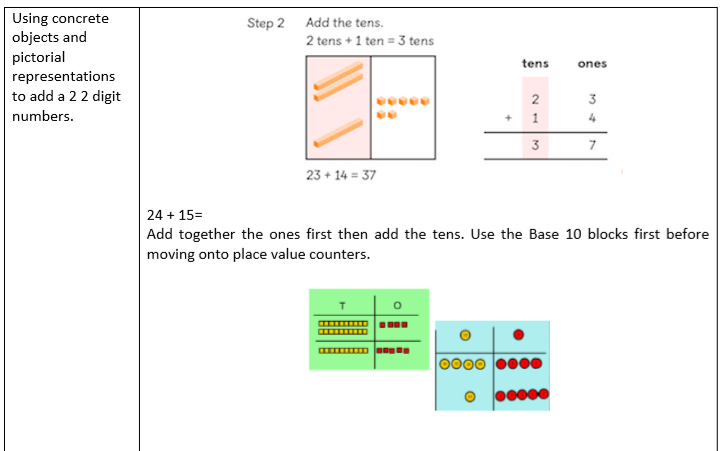 Using concrete
objects and
pictorial
representations
to add a 2 2 digit
numbers.
Step 2 Add the tens.
2 tens + 1 ten = 3 tens
tens ones
2 3
+ 1 4
3 7
23 + 14 = 37
24 + 15=
Add together the ones first then add the tens. Use the Base 10 blocks first before
moving onto place value counters.
T O